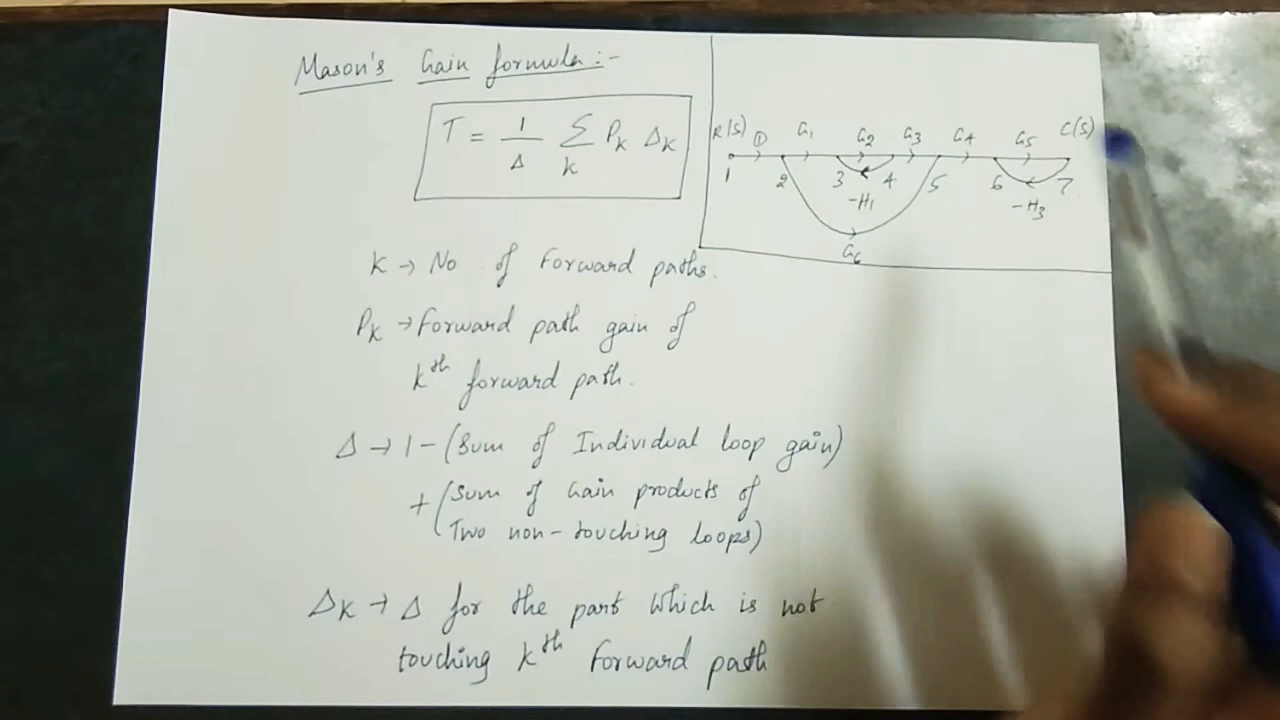 Mason's Gain formula:-
T = 1/Δ Σ_K P_K Δ_K
R(S) ① G1 G2 G3 G4 G5 C(S)
1 2 3 4 5 6 7
-H1 -H3
G6
K → No of Forward paths.
P_K → Forward path gain of
K^th forward path.
Δ → 1 - (Sum of Individual loop gain)
+ (Sum of Gain products of
Two non-touching loops)
Δ_K → Δ for the part which is not
touching K^th Forward path